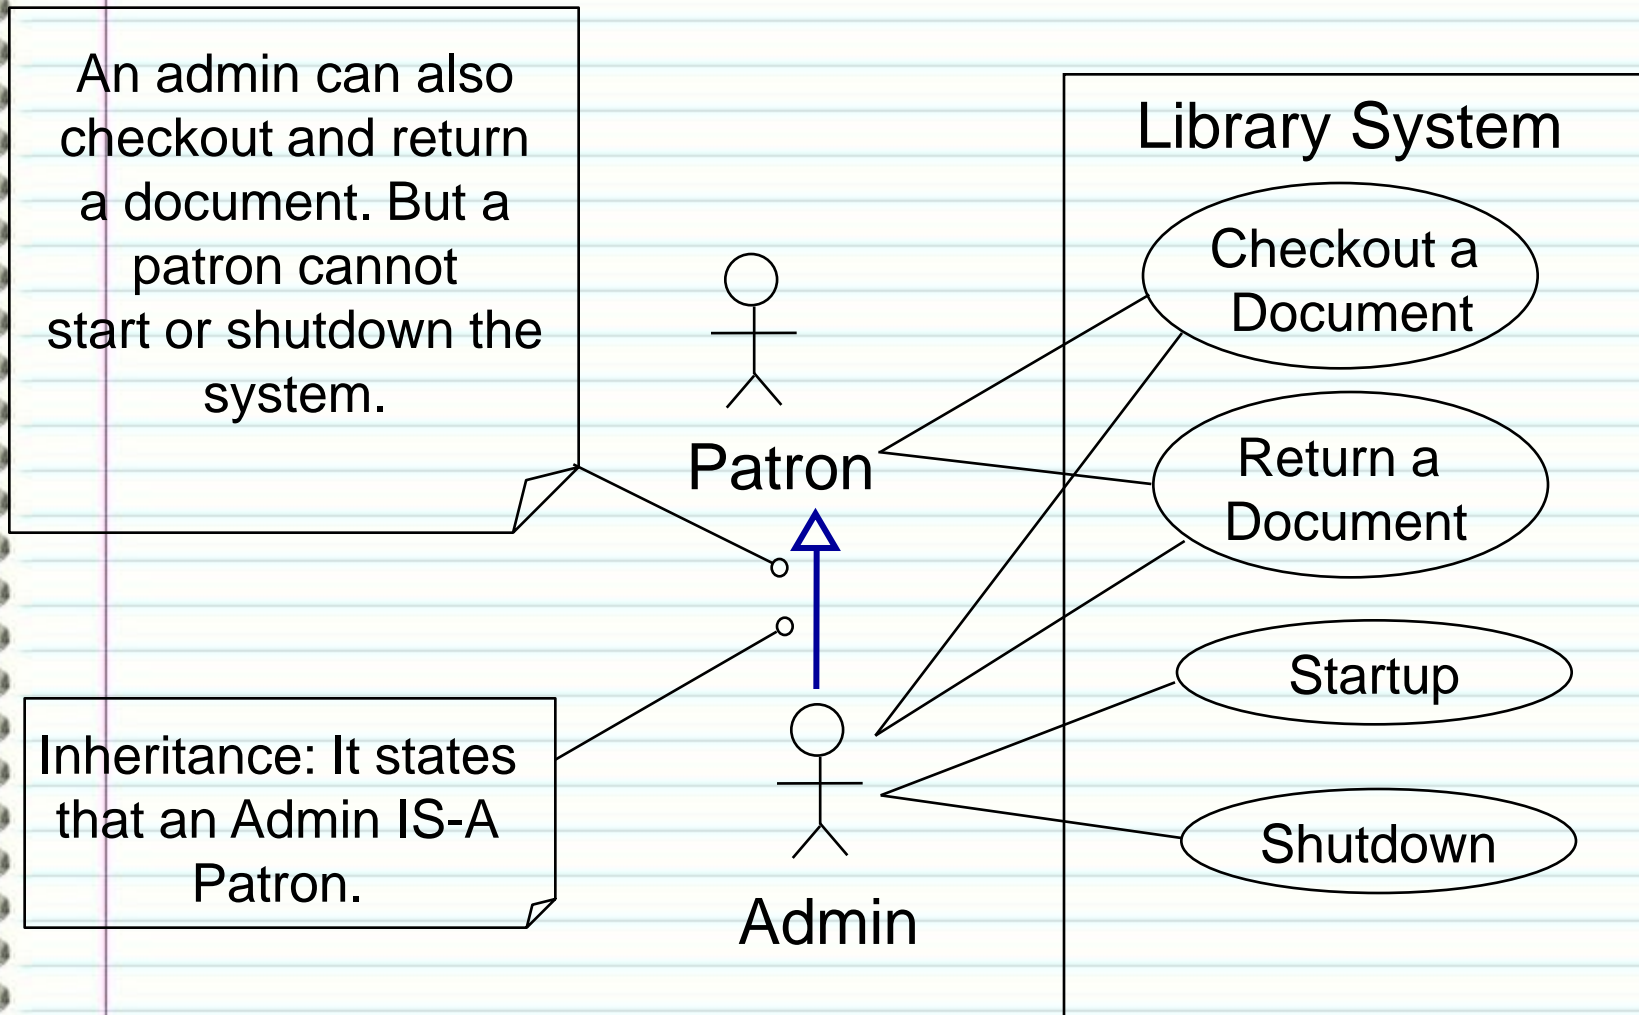 An admin can also
checkout and return
a document. But a
patron cannot
start or shutdown the
system.
Library System
Checkout a
Document
Patron
Return a
Document
Startup
Inheritance: It states
that an Admin IS-A
Patron.
Shutdown
Admin